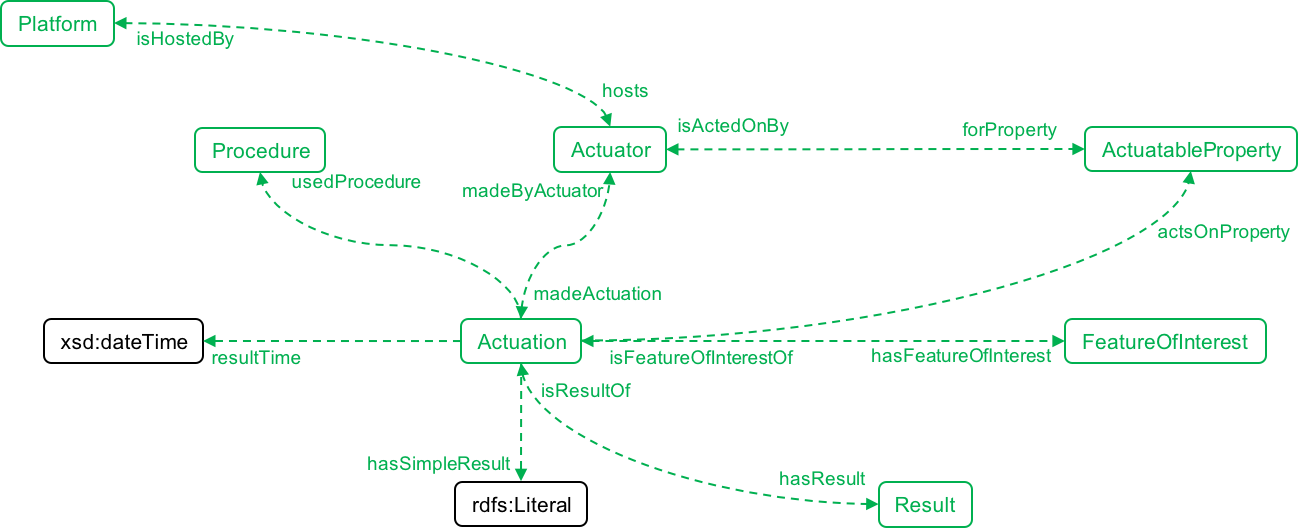 Platform
isHostedBy
hosts
isActedOnBy
forProperty
Procedure
Actuator
ActuatableProperty
usedProcedure
madeByActuator
actsOnProperty
madeActuation
xsd:dateTime
resultTime
Actuation
isFeatureOfInterestOf
hasFeatureOfInterest
FeatureOfInterest
isResultOf
hasSimpleResult
hasResult
rdfs:Literal
Result